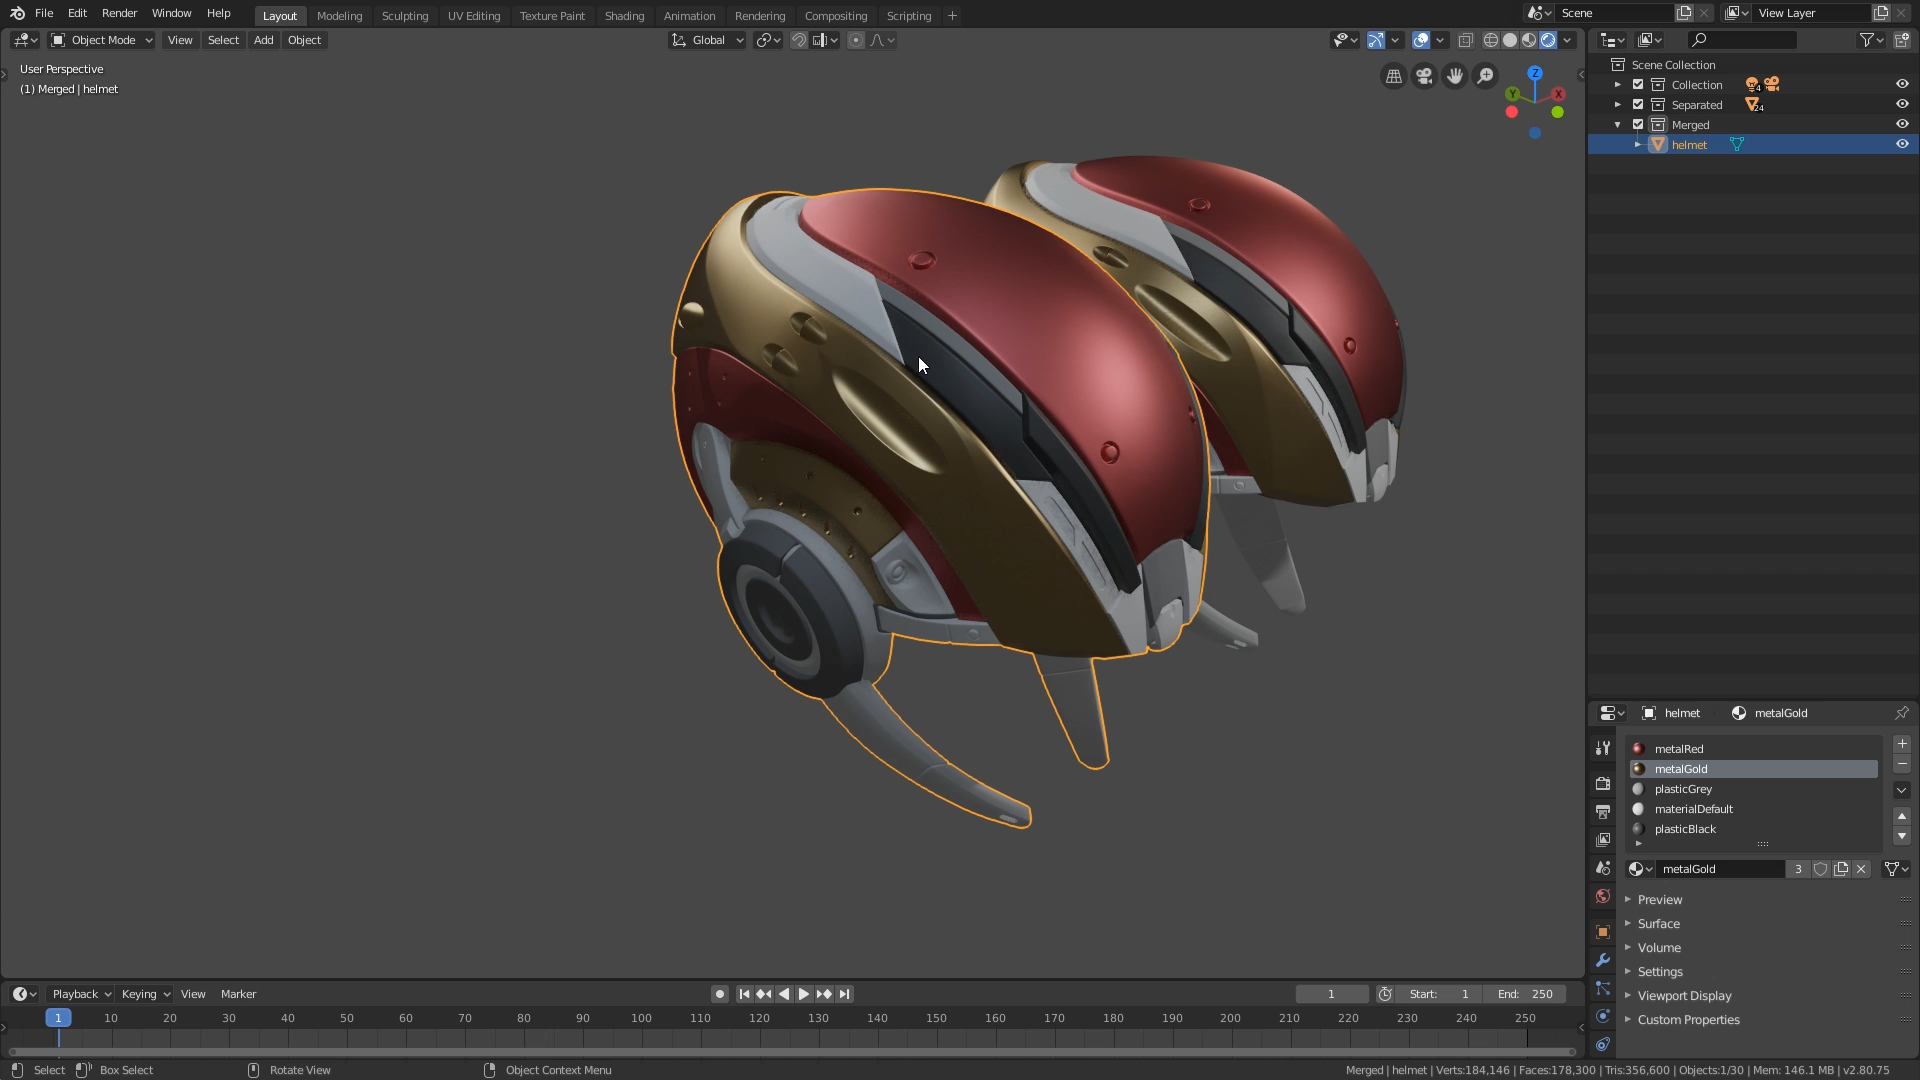 File Edit Render Window Help Layout Modeling Sculpting UV Editing Texture Paint Shading Animation Rendering Compositing Scripting + Scene View Layer
Object Mode View Select Add Object Global
User Perspective
(1) Merged | helmet
Z
Y X
Scene Collection
Collection 4
Separated 24
Merged
helmet
helmet metalGold
metalRed
metalGold
plasticGrey
materialDefault
plasticBlack
metalGold 3
Preview
Surface
Volume
Settings
Viewport Display
Custom Properties
Playback Keying View Marker 1 Start: 1 End: 250
1 10 20 30 40 50 60 70 80 90 100 110 120 130 140 150 160 170 180 190 200 210 220 230 240 250
Select Box Select Rotate View Object Context Menu Merged | helmet | Verts:184,146 | Faces:178,300 | Tris:356,600 | Objects:1/30 | Mem: 146.1 MB | v2.80.75